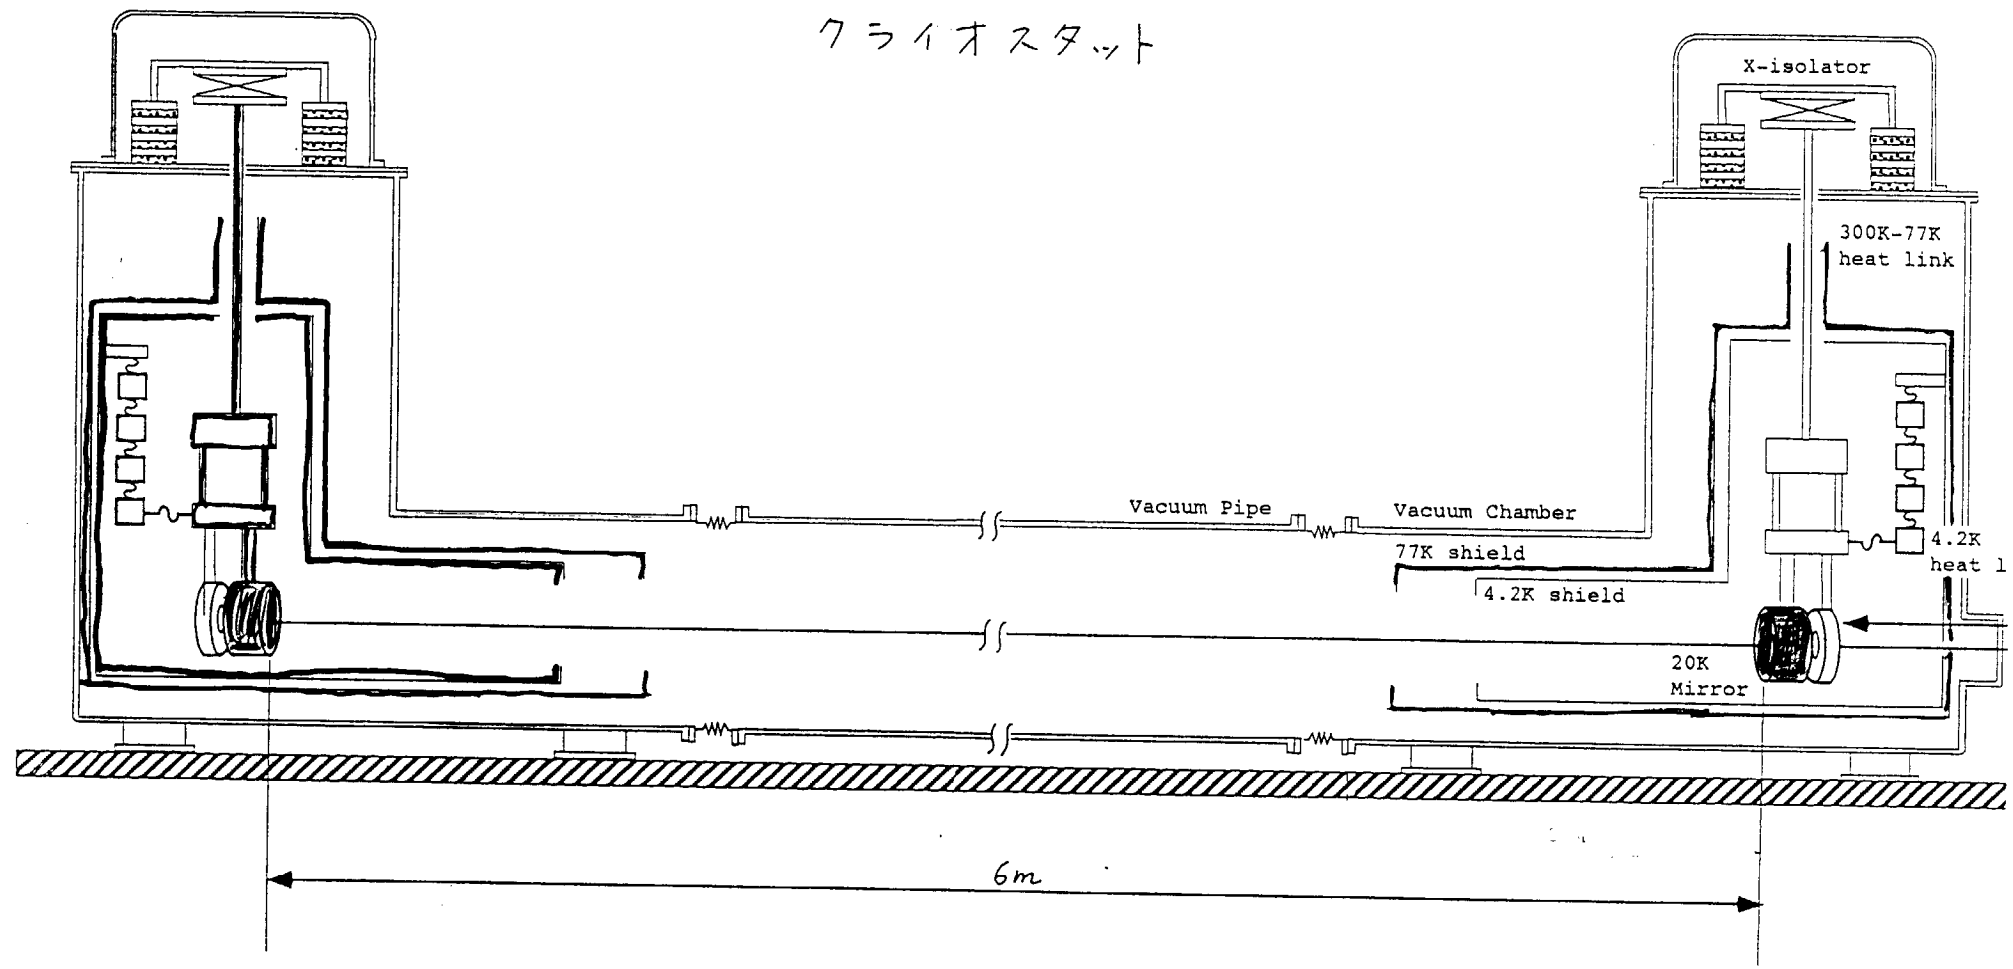 クライオスタット
X-isolator
300K-77K
heat link
Vacuum Pipe
Vacuum Chamber
77K shield
4.2K shield
4.2K
heat l
20K
Mirror
6m